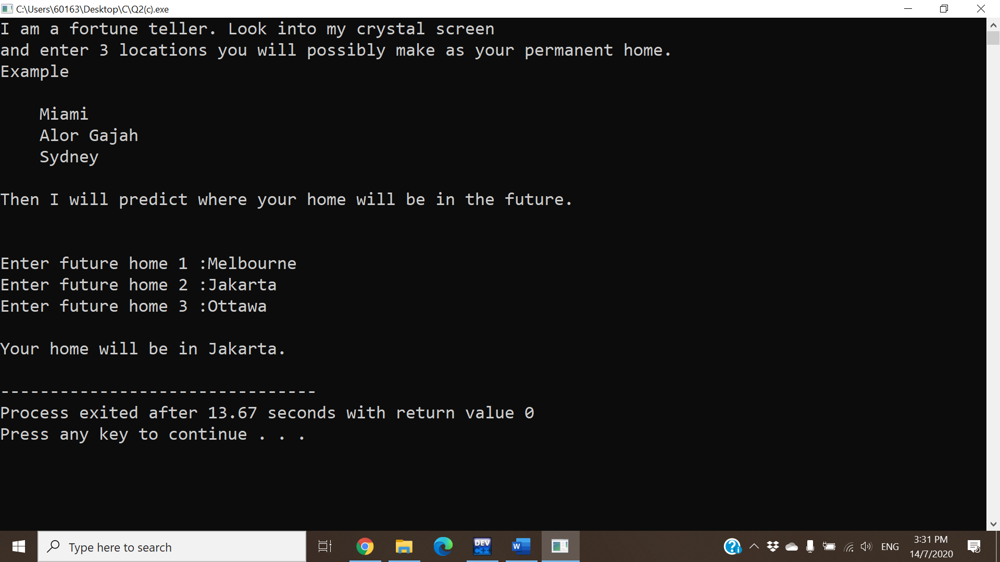 C:\Users\60163\Desktop\C\Q2(c).exe
I am a fortune teller. Look into my crystal screen
and enter 3 locations you will possibly make as your permanent home.
Example
Miami
Alor Gajah
Sydney
Then I will predict where your home will be in the future.
Enter future home 1 :Melbourne
Enter future home 2 :Jakarta
Enter future home 3 :Ottawa
Your home will be in Jakarta.
--------------------------------
Process exited after 13.67 seconds with return value 0
Press any key to continue . . .
Type here to search
DEV
C++
W
ENG
3:31 PM
14/7/2020